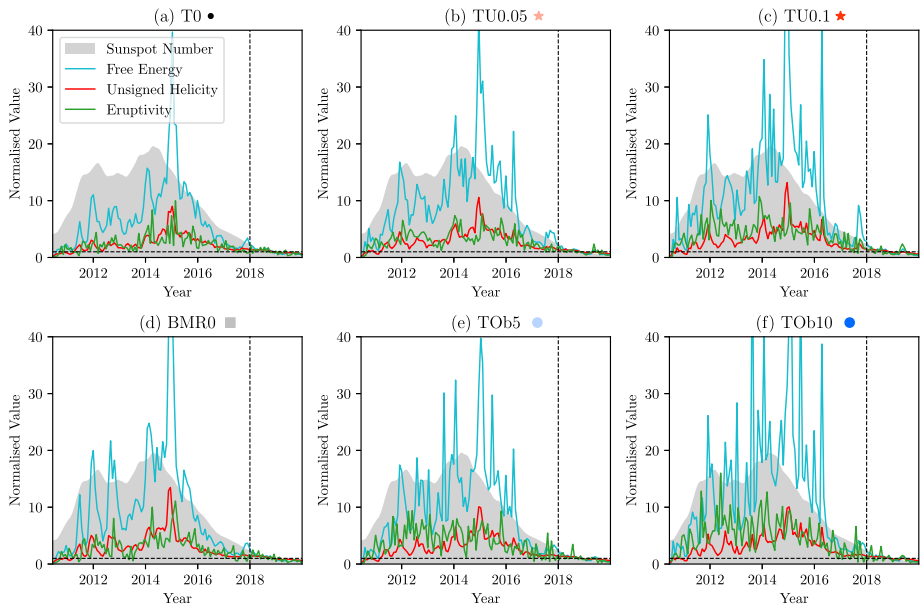 (a) T0
(b) TU0.05
(c) TU0.1
Sunspot Number
Free Energy
Unsigned Helicity
Eruptivity
Normalised Value
40
30
20
10
0
2012 2014 2016 2018
Year
Normalised Value
40
30
20
10
0
2012 2014 2016 2018
Year
Normalised Value
40
30
20
10
0
2012 2014 2016 2018
Year
(d) BMR0
(e) TOb5
(f) TOb10
Normalised Value
40
30
20
10
0
2012 2014 2016 2018
Year
Normalised Value
40
30
20
10
0
2012 2014 2016 2018
Year
Normalised Value
40
30
20
10
0
2012 2014 2016 2018
Year